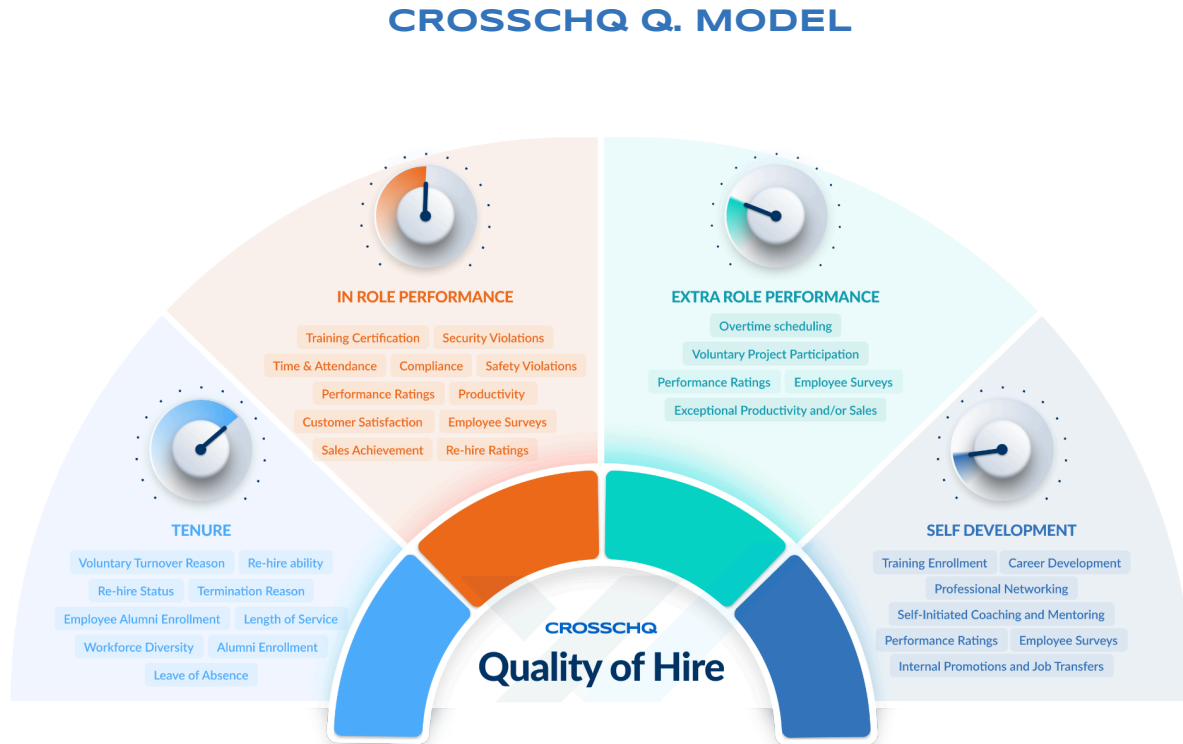 CROSSCHQ Q. MODEL
IN ROLE PERFORMANCE
Training Certification
Security Violations
Time & Attendance
Compliance
Safety Violations
Performance Ratings
Productivity
Customer Satisfaction
Employee Surveys
Sales Achievement
Re-hire Ratings
EXTRA ROLE PERFORMANCE
Overtime scheduling
Voluntary Project Participation
Performance Ratings
Employee Surveys
Exceptional Productivity and/or Sales
TENURE
Voluntary Turnover Reason
Re-hire ability
Re-hire Status
Termination Reason
Employee Alumni Enrollment
Length of Service
Workforce Diversity
Alumni Enrollment
Leave of Absence
SELF DEVELOPMENT
Training Enrollment
Career Development
Professional Networking
Self-Initiated Coaching and Mentoring
Performance Ratings
Employee Surveys
Internal Promotions and Job Transfers
CROSSCHQ
Quality of Hire